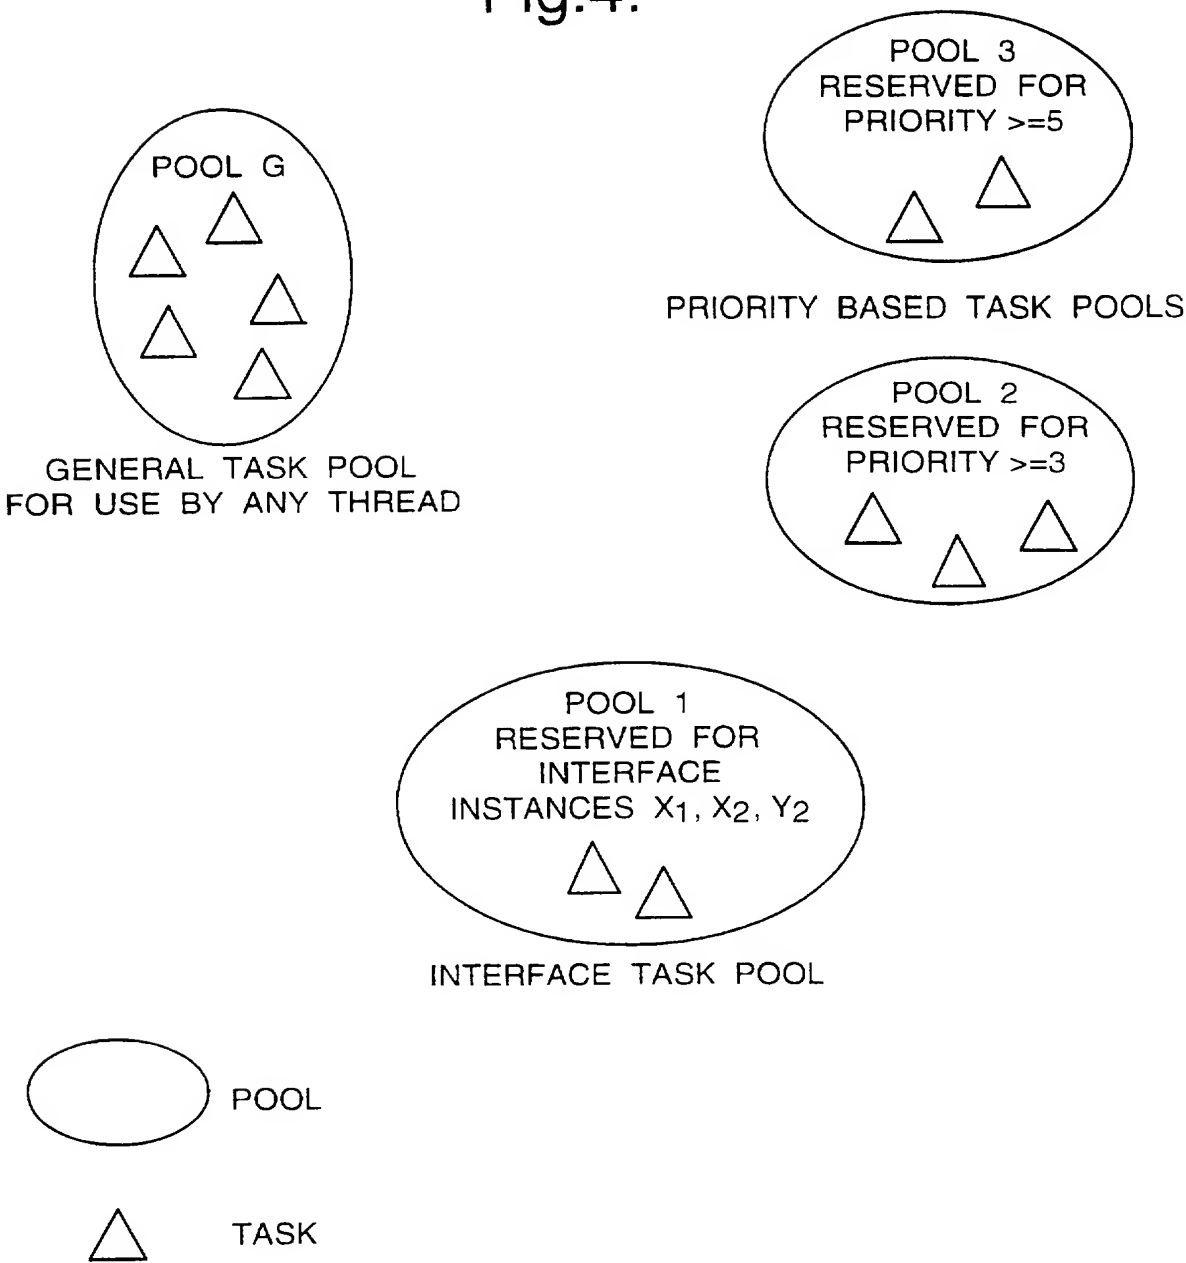 Fig.4.
POOL 3
RESERVED FOR
PRIORITY >=5
POOL G
PRIORITY BASED TASK POOLS
POOL 2
RESERVED FOR
PRIORITY >=3
GENERAL TASK POOL
FOR USE BY ANY THREAD
POOL 1
RESERVED FOR
INTERFACE
INSTANCES X1, X2, Y2
INTERFACE TASK POOL
POOL
TASK